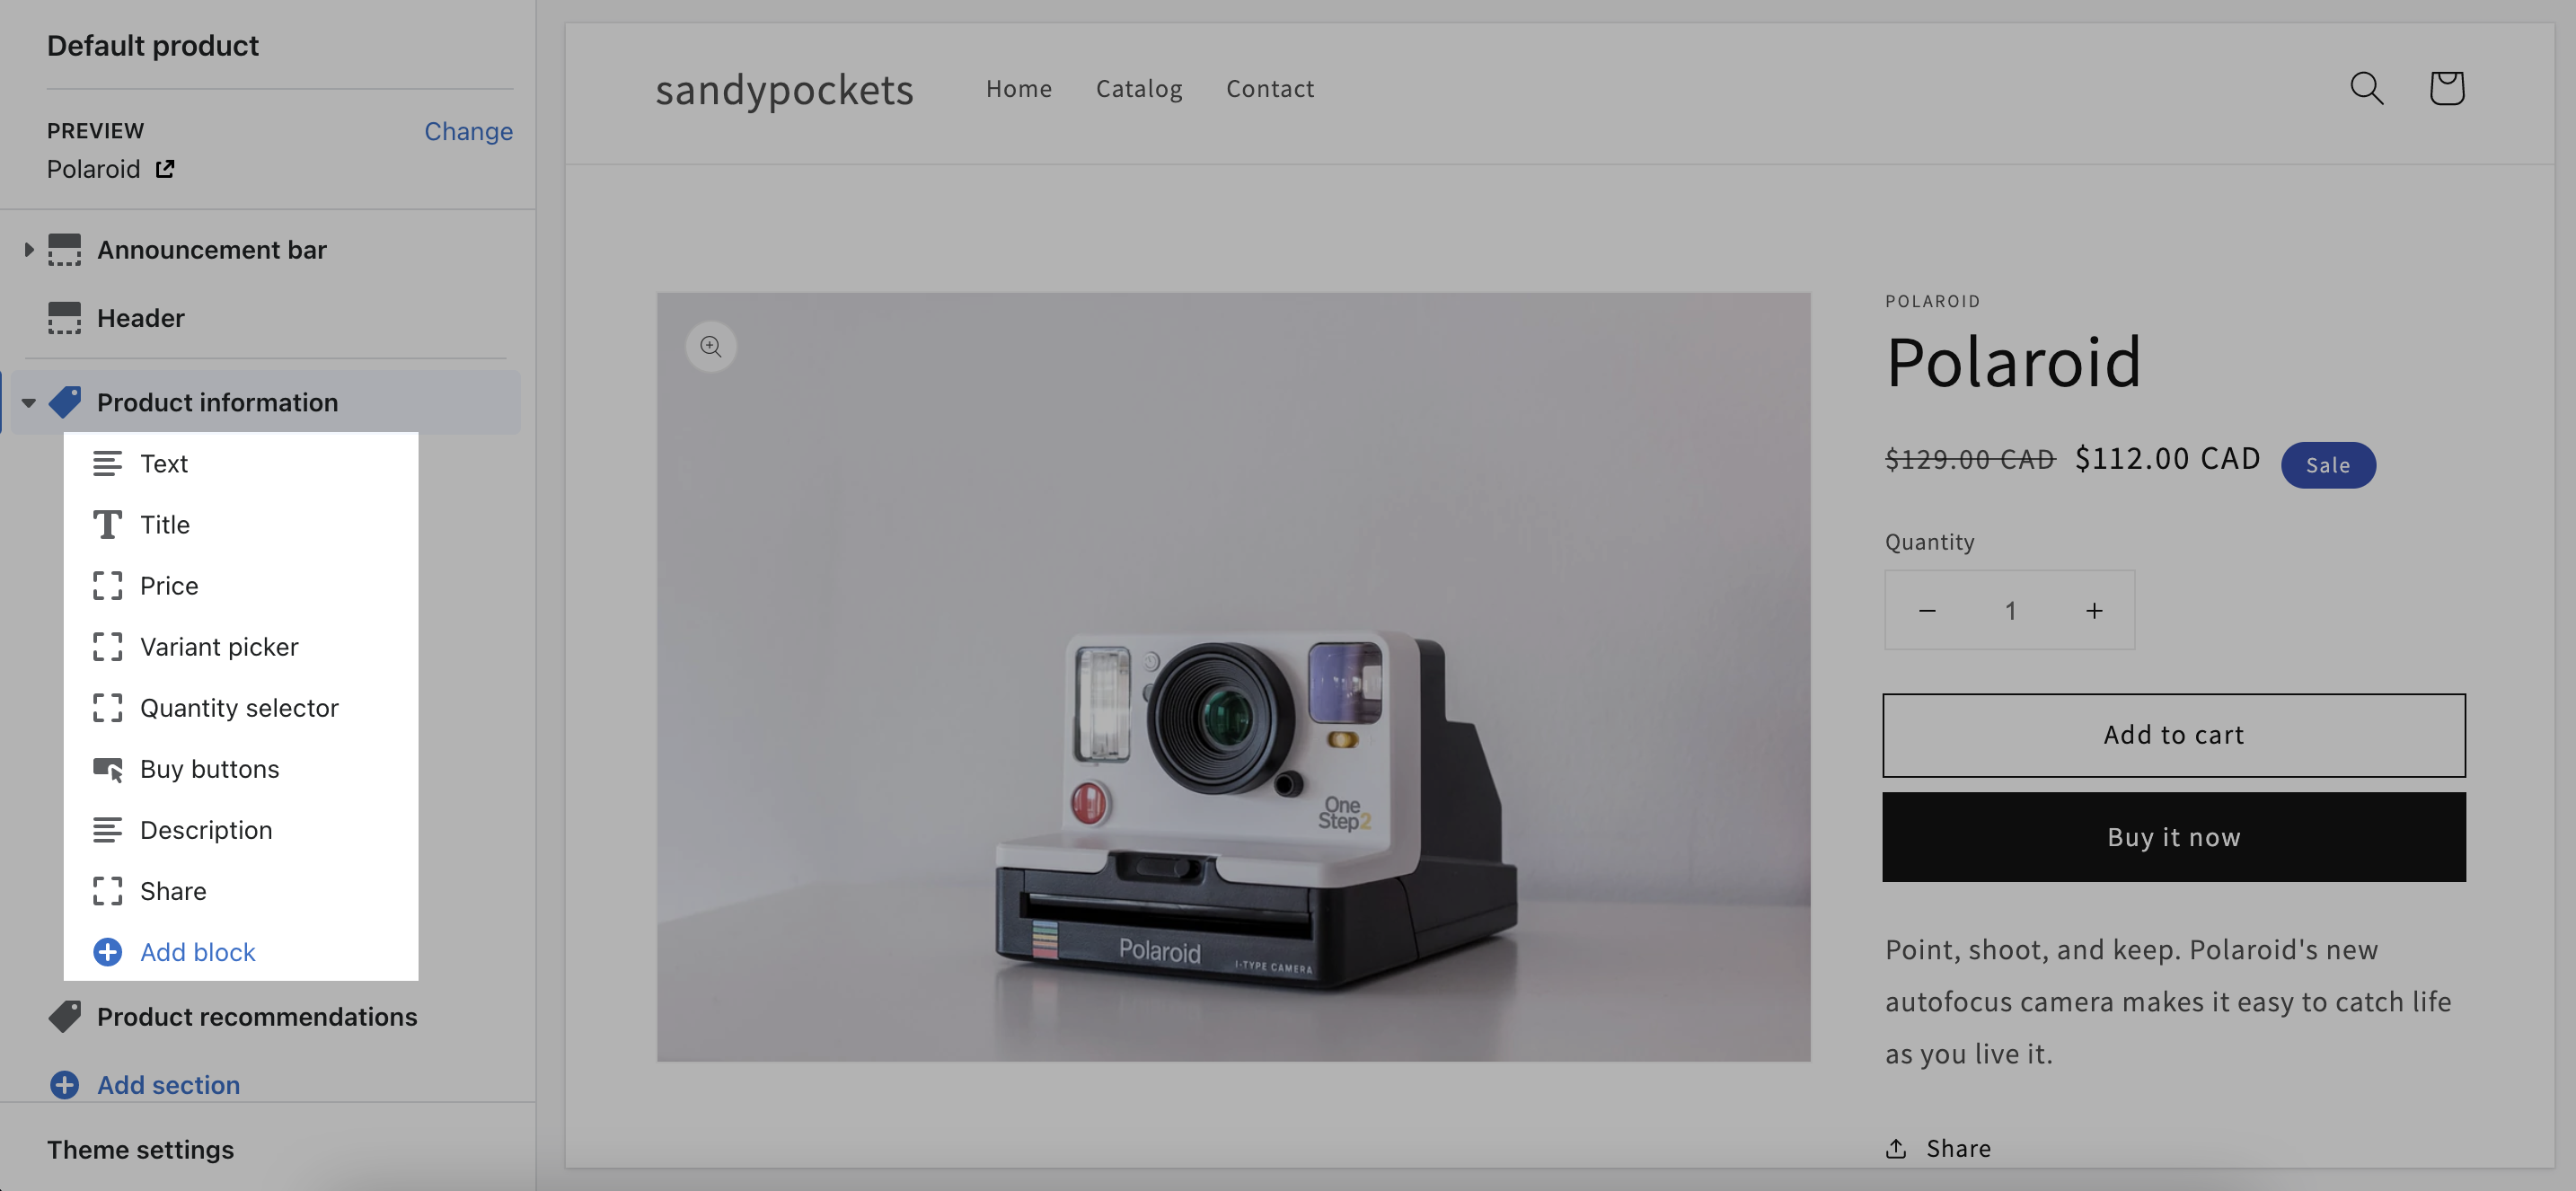 Default product
PREVIEW
Change
Polaroid
Announcement bar
Header
Product information
Text
Title
Price
Variant picker
Quantity selector
Buy buttons
Description
Share
Add block
Product recommendations
Add section
Theme settings
sandypockets
Home
Catalog
Contact
One
Step2
Polaroid
I-TYPE CAMERA
POLAROID
Polaroid
$129.00 CAD $112.00 CAD Sale
Quantity
− 1 +
Add to cart
Buy it now
Point, shoot, and keep. Polaroid's new
autofocus camera makes it easy to catch life
as you live it.
Share